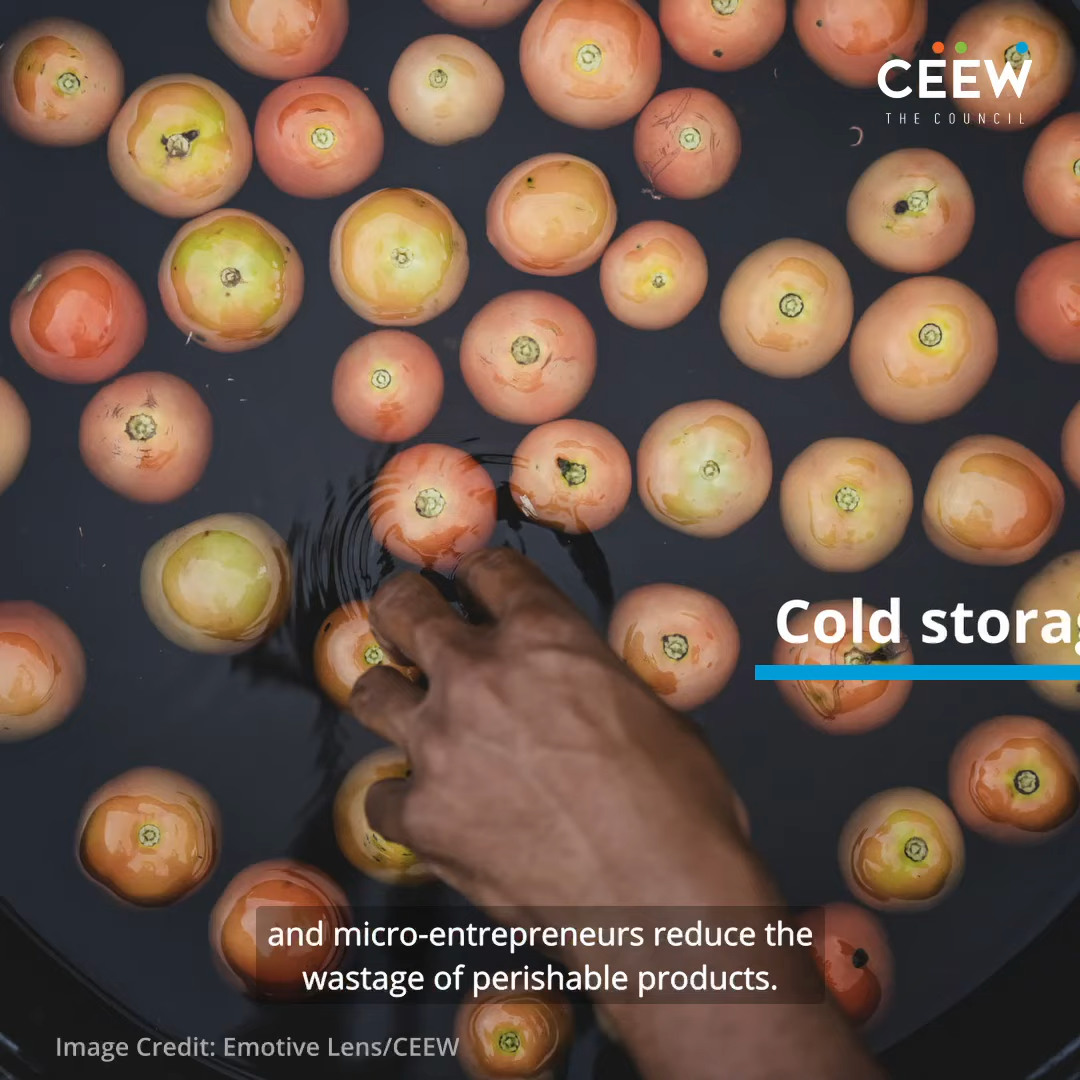 CEEW
THE COUNCIL
Cold storag
and micro-entrepreneurs reduce the
wastage of perishable products.
Image Credit: Emotive Lens/CEEW